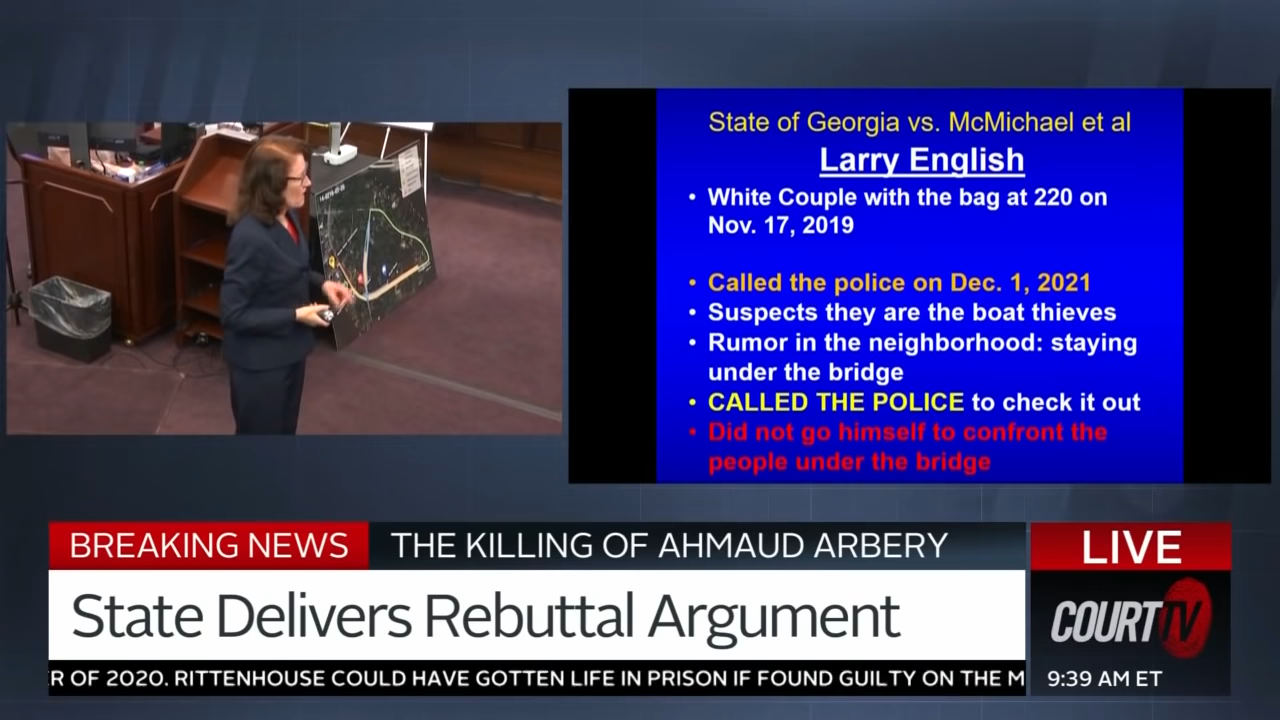 State of Georgia vs. McMichael et al
Larry English
• White Couple with the bag at 220 on
Nov. 17, 2019
• Called the police on Dec. 1, 2021
• Suspects they are the boat thieves
• Rumor in the neighborhood: staying
under the bridge
• CALLED THE POLICE to check it out
• Did not go himself to confront the
people under the bridge
BREAKING NEWS THE KILLING OF AHMAUD ARBERY
LIVE
State Delivers Rebuttal Argument
COURT TV
R OF 2020. RITTENHOUSE COULD HAVE GOTTEN LIFE IN PRISON IF FOUND GUILTY ON THE M
9:39 AM ET